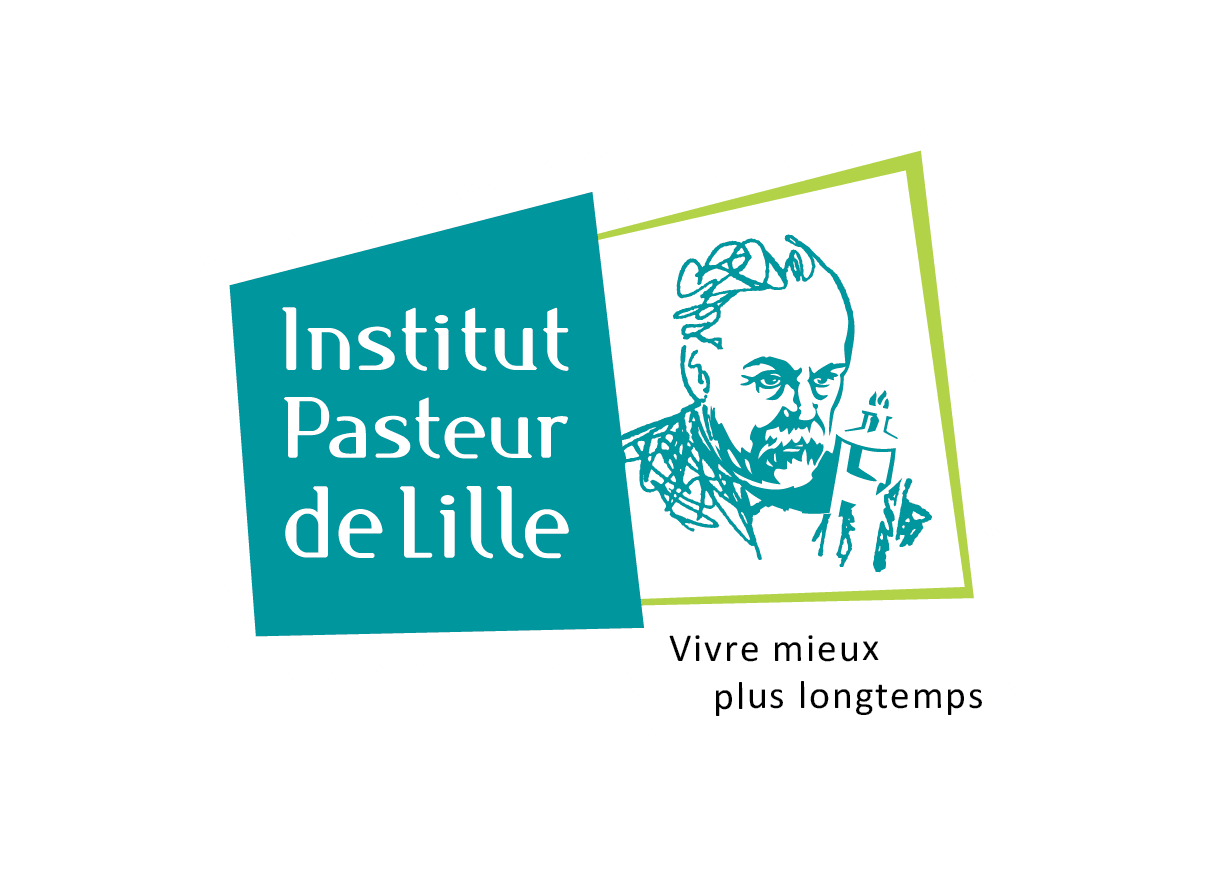 Institut
Pasteur
de Lille
Vivre mieux
plus longtemps